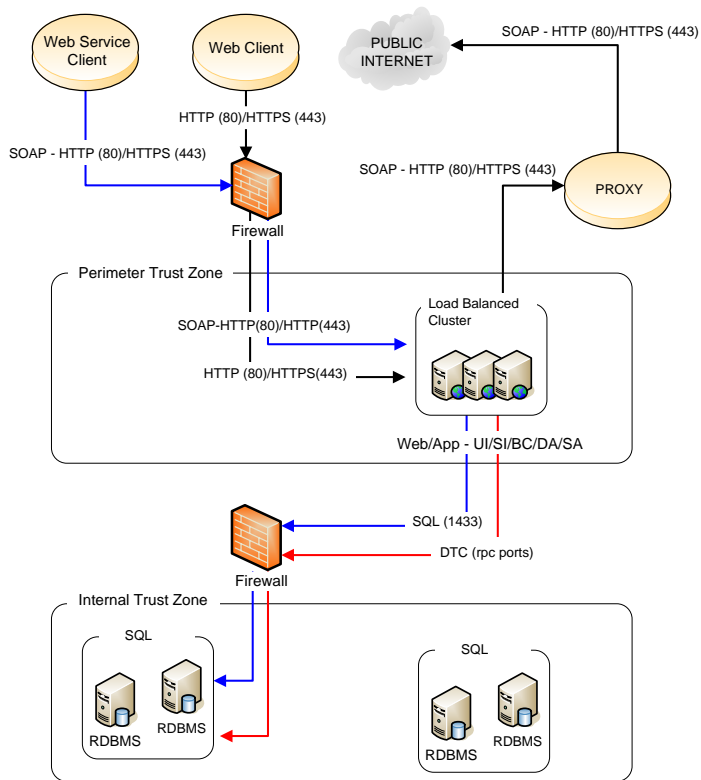 Web Service
Client
Web Client
PUBLIC
INTERNET
SOAP - HTTP (80)/HTTPS (443)
HTTP (80)/HTTPS (443)
SOAP - HTTP (80)/HTTPS (443)
SOAP - HTTP (80)/HTTPS (443)
PROXY
Firewall
Perimeter Trust Zone
Load Balanced
Cluster
SOAP-HTTP(80)/HTTP(443)
HTTP (80)/HTTPS(443)
Web/App - UI/SI/BC/DA/SA
SQL (1433)
DTC (rpc ports)
Firewall
Internal Trust Zone
SQL
RDBMS
RDBMS
SQL
RDBMS
RDBMS